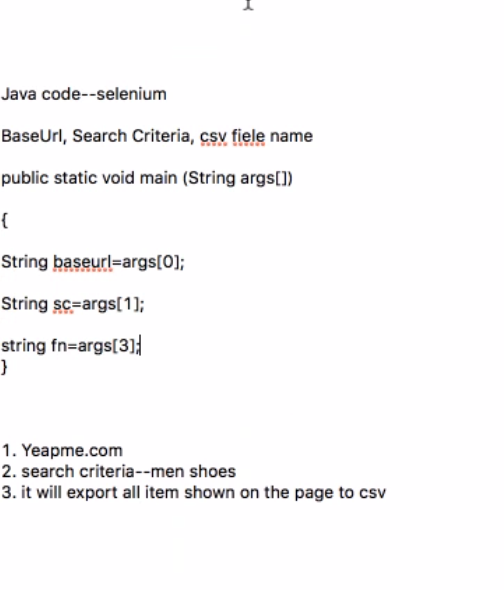 Java code--selenium
BaseUrl, Search Criteria, csv fiele name
public static void main (String args[])
{
String baseurl=args[0];
String sc=args[1];
string fn=args[3];
}
1. Yeapme.com
2. search criteria--men shoes
3. it will export all item shown on the page to csv